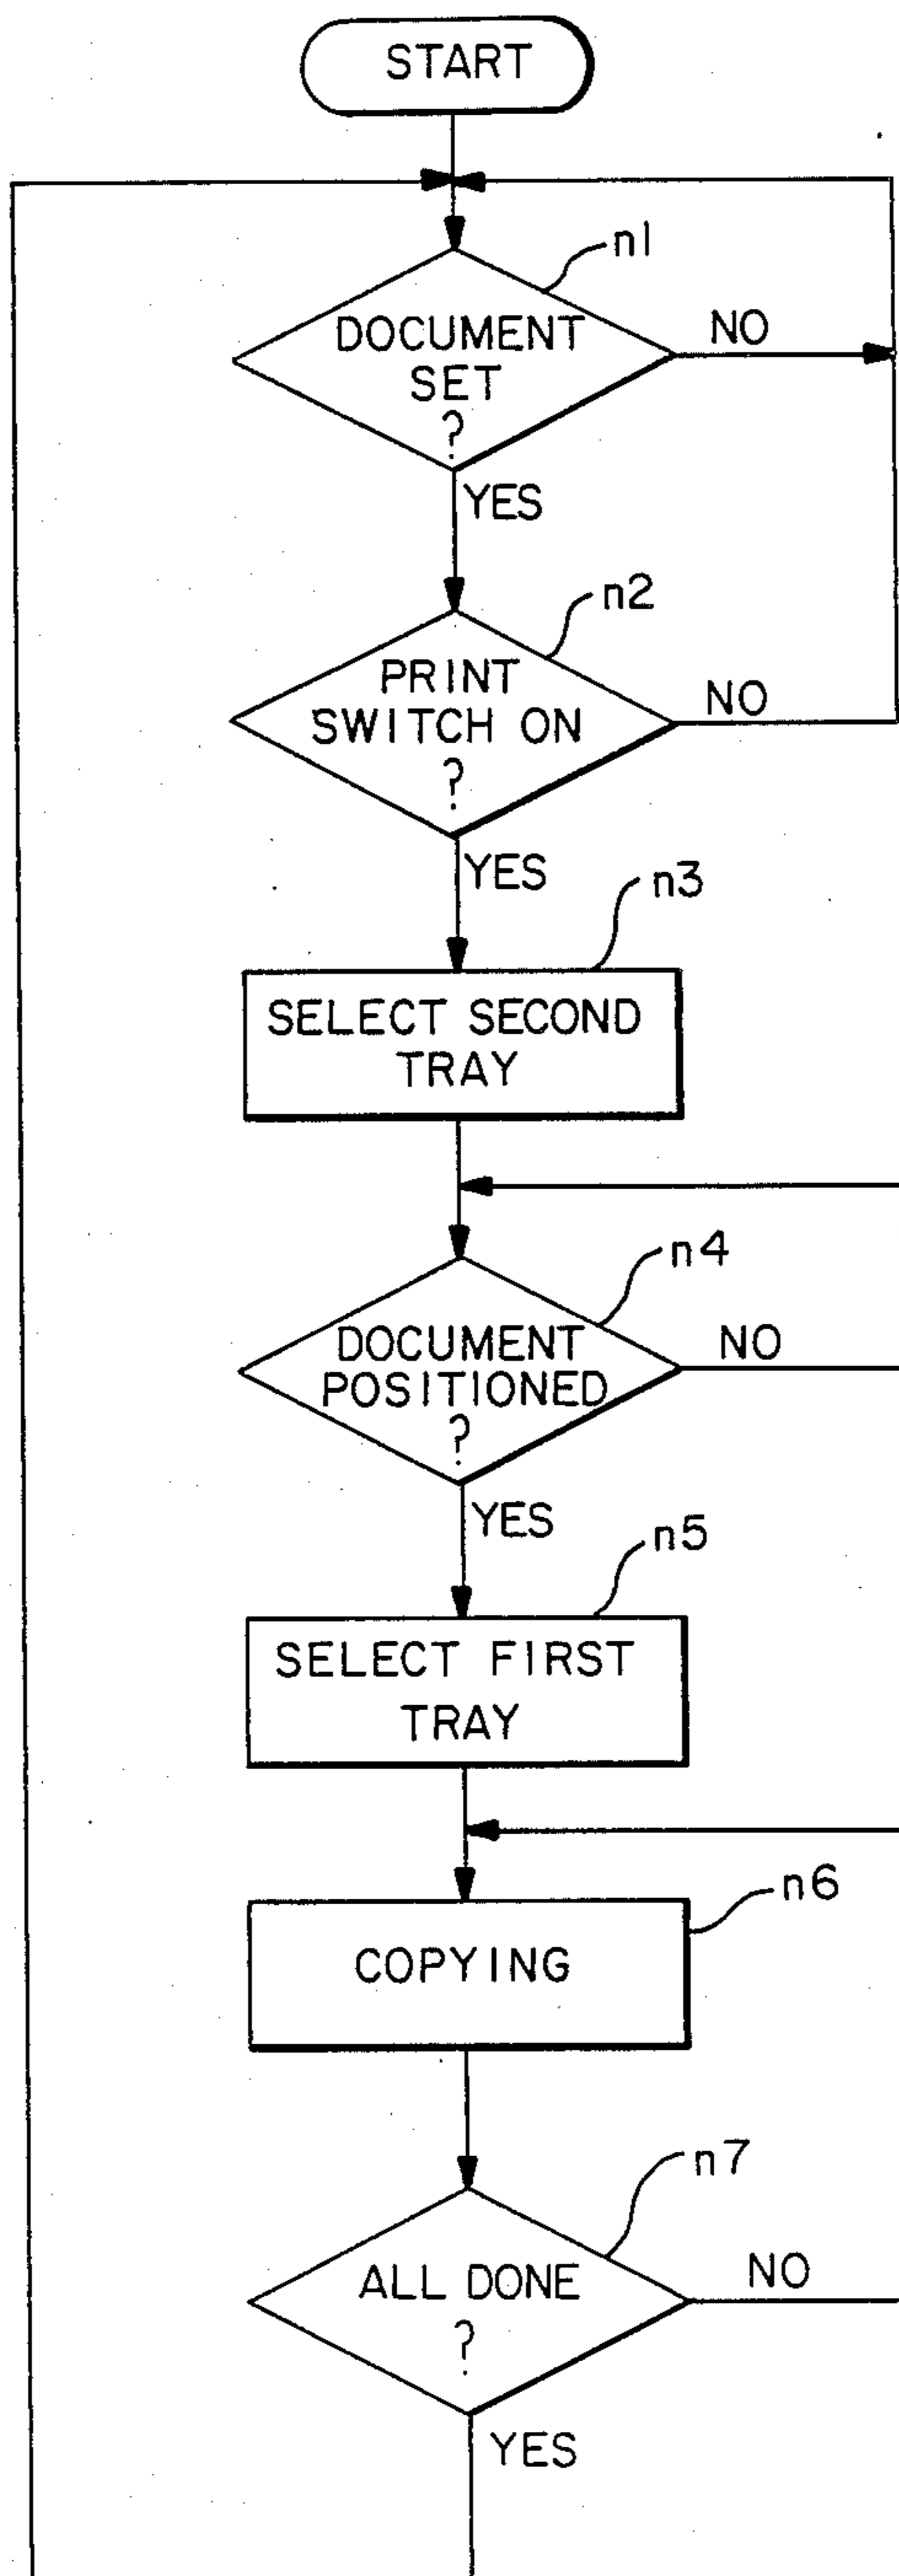 START
n1
DOCUMENT
SET
?
NO
YES
n2
PRINT
SWITCH ON
?
NO
YES
n3
SELECT SECOND
TRAY
n4
DOCUMENT
POSITIONED
?
NO
YES
n5
SELECT FIRST
TRAY
n6
COPYING
n7
ALL DONE
?
NO
YES